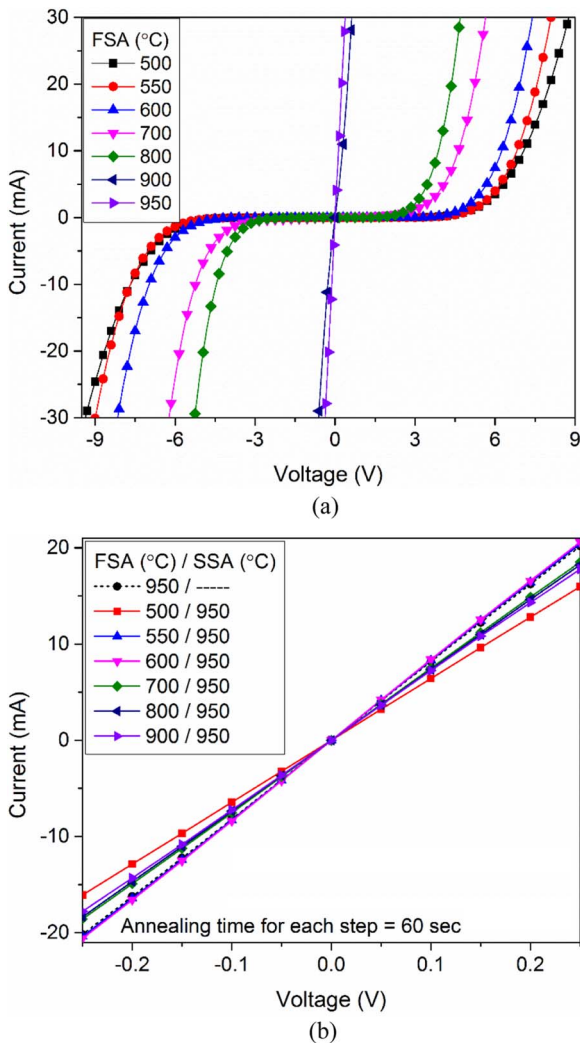 30
20
10
0
-10
-20
-30
Current (mA)
FSA (°C)
500
550
600
700
800
900
950
-9 -6 -3 0 3 6 9
Voltage (V)
(a)
20
10
0
-10
-20
Current (mA)
FSA (°C) / SSA (°C)
950 / -----
500 / 950
550 / 950
600 / 950
700 / 950
800 / 950
900 / 950
Annealing time for each step = 60 sec
-0.2 -0.1 0.0 0.1 0.2
Voltage (V)
(b)